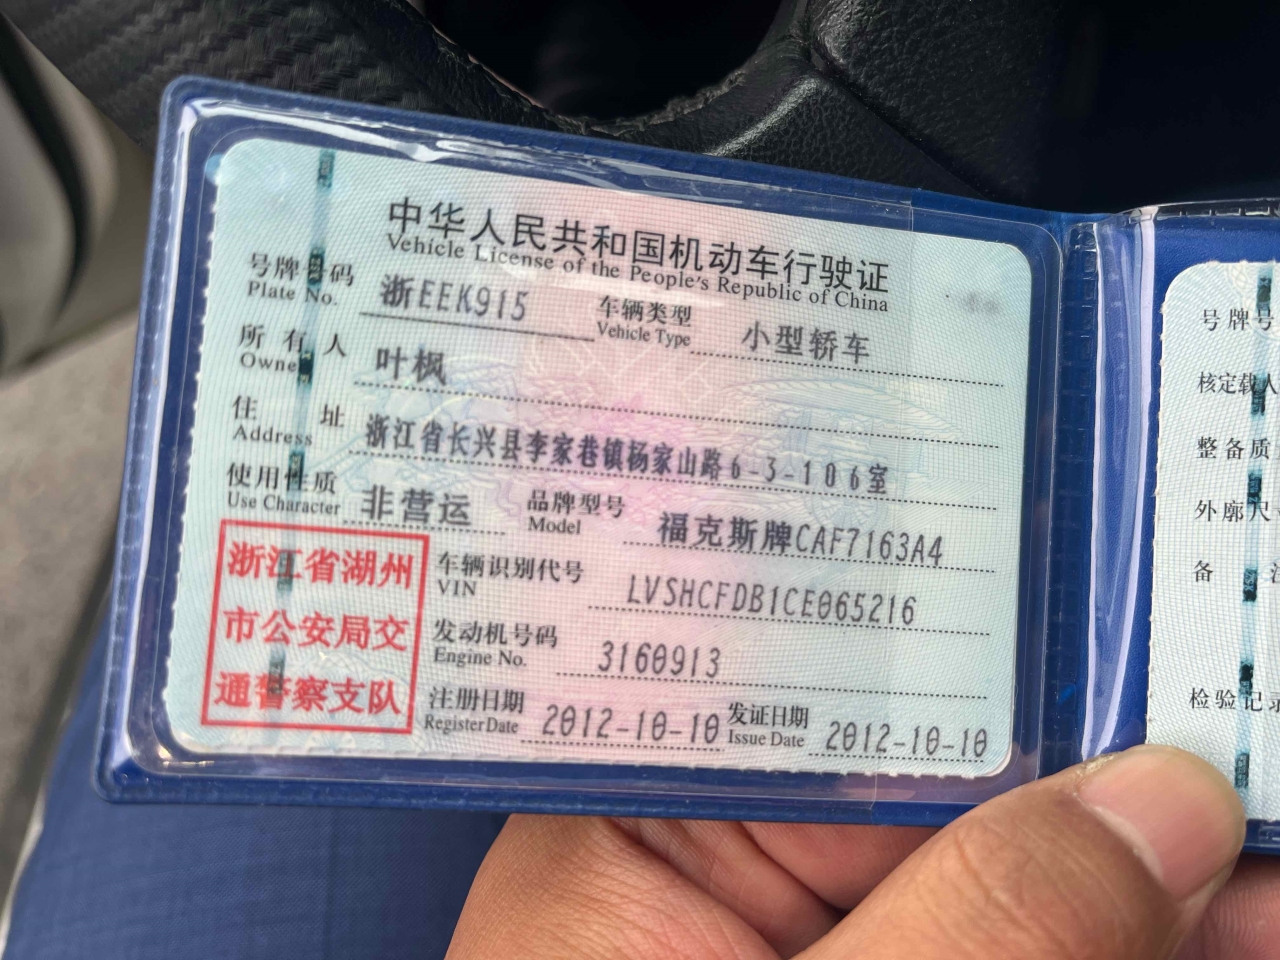 中华人民共和国机动车行驶证
Vehicle License of the People's Republic of China
号牌号码 浙EEK915 车辆类型 小型轿车
Plate No. Vehicle Type
所有人 叶枫
Owner
住址 浙江省长兴县李家巷镇杨家山路6-3-106室
Address
使用性质 非营运 品牌型号 福克斯牌CAF7163A4
Use Character Model
浙江省湖州
市公安局交
通警察支队
车辆识别代号 LVSHCFDB1CE065216
VIN
发动机号码 3160913
Engine No.
注册日期 2012-10-10 发证日期 2012-10-10
Register Date Issue Date
号牌号
核定载人
整备质
外廓尺
备
检验记录